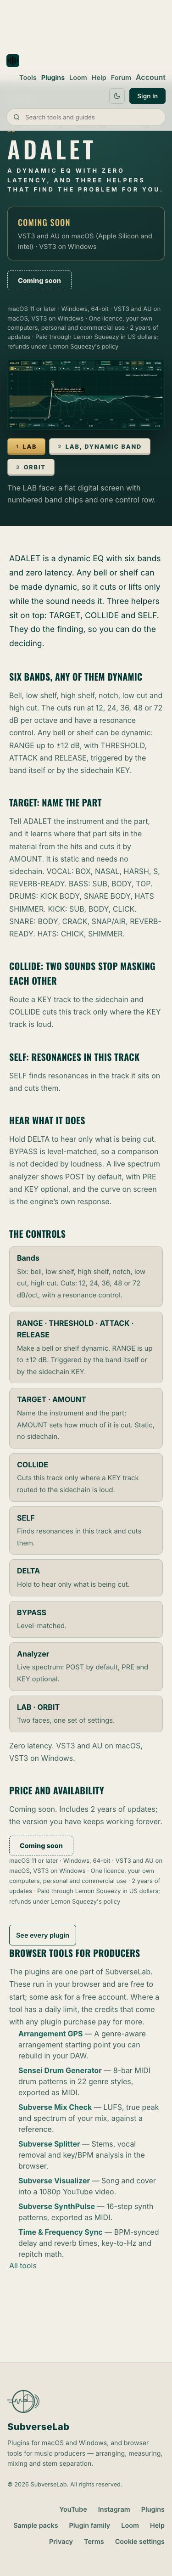 Tools Plugins Loom Help Forum Account
Sign In
Search tools and guides
ADALET
A DYNAMIC EQ WITH ZERO
LATENCY, AND THREE HELPERS
THAT FIND THE PROBLEM FOR YOU.
COMING SOON
VST3 and AU on macOS (Apple Silicon and
Intel) · VST3 on Windows
Coming soon
macOS 11 or later · Windows, 64-bit · VST3 and AU on
macOS, VST3 on Windows · One licence, your own
computers, personal and commercial use · 2 years of
updates · Paid through Lemon Squeezy in US dollars;
refunds under Lemon Squeezy's policy
1 LAB
2 LAB, DYNAMIC BAND
3 ORBIT
The LAB face: a flat digital screen with
numbered band chips and one control row.
ADALET is a dynamic EQ with six bands
and zero latency. Any bell or shelf can
be made dynamic, so it cuts or lifts only
while the sound needs it. Three helpers
sit on top: TARGET, COLLIDE and SELF.
They do the finding, so you can do the
deciding.
SIX BANDS, ANY OF THEM DYNAMIC
Bell, low shelf, high shelf, notch, low cut and
high cut. The cuts run at 12, 24, 36, 48 or 72
dB per octave and have a resonance
control. Any bell or shelf can be dynamic:
RANGE up to ±12 dB, with THRESHOLD,
ATTACK and RELEASE, triggered by the
band itself or by the sidechain KEY.
TARGET: NAME THE PART
Tell ADALET the instrument and the part,
and it learns where that part sits in the
material from the hits and cuts it by
AMOUNT. It is static and needs no
sidechain. VOCAL: BOX, NASAL, HARSH, S,
REVERB-READY. BASS: SUB, BODY, TOP.
DRUMS: KICK BODY, SNARE BODY, HATS
SHIMMER. KICK: SUB, BODY, CLICK.
SNARE: BODY, CRACK, SNAP/AIR, REVERB-
READY. HATS: CHICK, SHIMMER.
COLLIDE: TWO SOUNDS STOP MASKING
EACH OTHER
Route a KEY track to the sidechain and
COLLIDE cuts this track only where the KEY
track is loud.
SELF: RESONANCES IN THIS TRACK
SELF finds resonances in the track it sits on
and cuts them.
HEAR WHAT IT DOES
Hold DELTA to hear only what is being cut.
BYPASS is level-matched, so a comparison
is not decided by loudness. A live spectrum
analyzer shows POST by default, with PRE
and KEY optional, and the curve on screen
is the engine's own response.
THE CONTROLS
Bands
Six: bell, low shelf, high shelf, notch, low
cut, high cut. Cuts: 12, 24, 36, 48 or 72
dB/oct, with a resonance control.
RANGE · THRESHOLD · ATTACK ·
RELEASE
Make a bell or shelf dynamic. RANGE is up
to ±12 dB. Triggered by the band itself or
by the sidechain KEY.
TARGET · AMOUNT
Name the instrument and the part;
AMOUNT sets how much of it is cut. Static,
no sidechain.
COLLIDE
Cuts this track only where a KEY track
routed to the sidechain is loud.
SELF
Finds resonances in this track and cuts
them.
DELTA
Hold to hear only what is being cut.
BYPASS
Level-matched.
Analyzer
Live spectrum: POST by default, PRE and
KEY optional.
LAB · ORBIT
Two faces, one set of settings.
Zero latency. VST3 and AU on macOS,
VST3 on Windows.
PRICE AND AVAILABILITY
Coming soon. Includes 2 years of updates;
the version you have keeps working forever.
Coming soon
macOS 11 or later · Windows, 64-bit · VST3 and AU on
macOS, VST3 on Windows · One licence, your own
computers, personal and commercial use · 2 years of
updates · Paid through Lemon Squeezy in US dollars;
refunds under Lemon Squeezy's policy
See every plugin
BROWSER TOOLS FOR PRODUCERS
The plugins are one part of SubverseLab.
These run in your browser and are free to
start; some ask for a free account. Where a
tool has a daily limit, the credits that come
with any plugin purchase pay for more.
Arrangement GPS — A genre-aware
arrangement starting point you can
rebuild in your DAW.
Sensei Drum Generator — 8-bar MIDI
drum patterns in 22 genre styles,
exported as MIDI.
Subverse Mix Check — LUFS, true peak
and spectrum of your mix, against a
reference.
Subverse Splitter — Stems, vocal
removal and key/BPM analysis in the
browser.
Subverse Visualizer — Song and cover
into a 1080p YouTube video.
Subverse SynthPulse — 16-step synth
patterns, exported as MIDI.
Time & Frequency Sync — BPM-synced
delay and reverb times, key-to-Hz and
repitch math.
All tools
SubverseLab
Plugins for macOS and Windows, and browser
tools for music producers — arranging, measuring,
mixing and stem separation.
© 2026 SubverseLab. All rights reserved.
YouTube Instagram Plugins
Sample packs Plugin family Loom Help
Privacy Terms Cookie settings